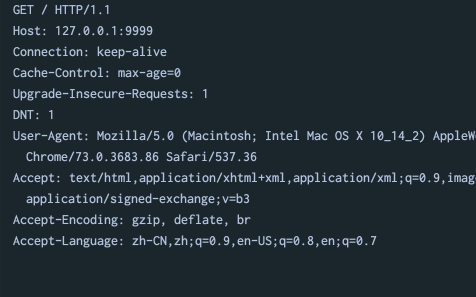 GET / HTTP/1.1
Host: 127.0.0.1:9999
Connection: keep-alive
Cache-Control: max-age=0
Upgrade-Insecure-Requests: 1
DNT: 1
User-Agent: Mozilla/5.0 (Macintosh; Intel Mac OS X 10_14_2) AppleW
Chrome/73.0.3683.86 Safari/537.36
Accept: text/html,application/xhtml+xml,application/xml;q=0.9,imag
application/signed-exchange;v=b3
Accept-Encoding: gzip, deflate, br
Accept-Language: zh-CN,zh;q=0.9,en-US;q=0.8,en;q=0.7